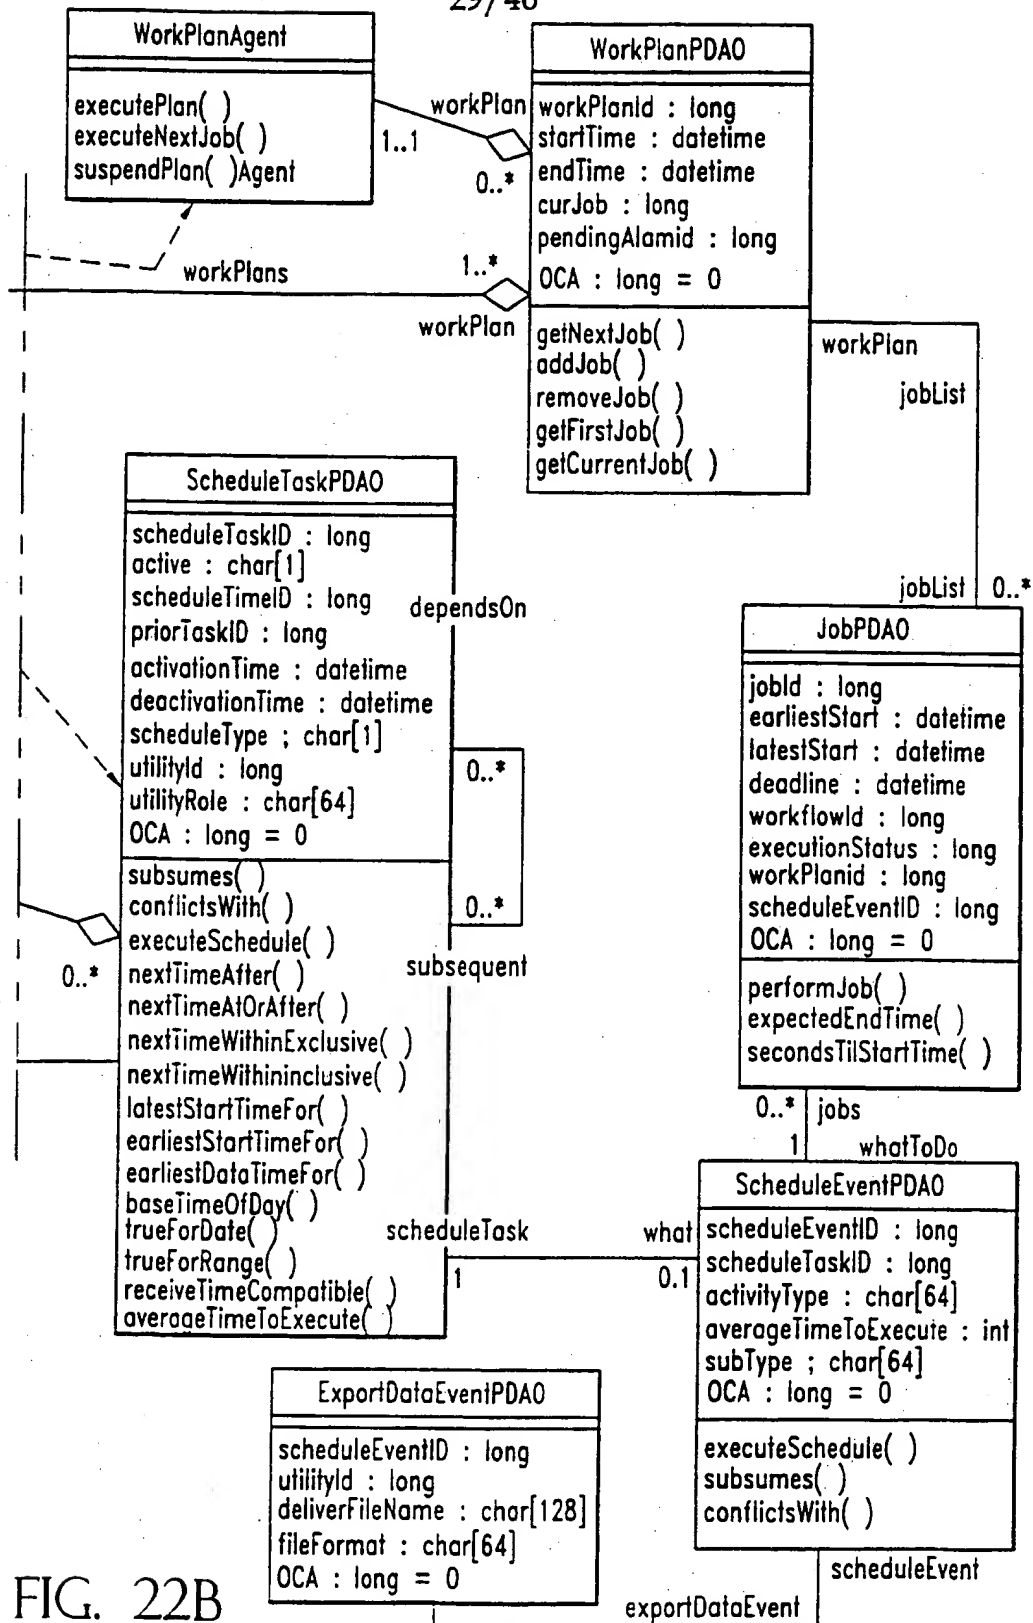 29/46
WorkPlanAgent
executePlan( )
executeNextJob( )
suspendPlan( )Agent
workPlan
1..1
0..*
WorkPlanPDAO
workPlanId : long
startTime : datetime
endTime : datetime
curJob : long
pendingAlamid : long
OCA : long = 0
getNextJob( )
addJob( )
removeJob( )
getFirstJob( )
getCurrentJob( )
workPlans
1..*
workPlan
workPlan
jobList
jobList 0..*
ScheduleTaskPDAO
scheduleTaskID : long
active : char[1]
scheduleTimeID : long
priorTaskID : long
activationTime : datetime
deactivationTime : datetime
scheduleType ; char[1]
utilityId : long
utilityRole : char[64]
OCA : long = 0
subsumes( )
conflictsWith( )
executeSchedule( )
nextTimeAfter( )
nextTimeAtOrAfter( )
nextTimeWithinExclusive( )
nextTimeWithininclusive( )
latestStartTimeFor( )
earliestStartTimeFor( )
earliestDataTimeFor( )
baseTimeOfDay( )
trueForDate( )
trueForRange( )
receiveTimeCompatible( )
averageTimeToExecute( )
dependsOn
0..*
0..*
subsequent
0..*
JobPDAO
jobId : long
earliestStart : datetime
latestStart : datetime
deadline : datetime
workflowId : long
executionStatus : long
workPlanid : long
scheduleEventID : long
OCA : long = 0
performJob( )
expectedEndTime( )
secondsTilStartTime( )
0..* jobs
1 whatToDo
scheduleTask
1
what
0.1
ScheduleEventPDAO
scheduleEventID : long
scheduleTaskID : long
activityType : char[64]
averageTimeToExecute : int
subType ; char[64]
OCA : long = 0
executeSchedule( )
subsumes( )
conflictsWith( )
ExportDataEventPDAO
scheduleEventID : long
utilityId : long
deliverFileName : char[128]
fileFormat : char[64]
OCA : long = 0
scheduleEvent
exportDataEvent
FIG. 22B